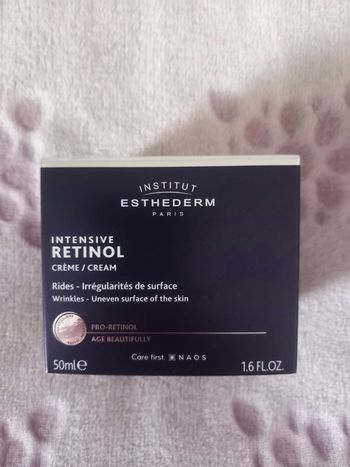 INSTITUT
ESTHEDERM
PARIS
INTENSIVE
RETINOL
CRÈME / CREAM
Rides - Irrégularités de surface
Wrinkles - Uneven surface of the skin
PRO-RETINOL
AGE BEAUTIFULLY
Care first. NAOS
50ml℮ 1.6 FL.OZ.